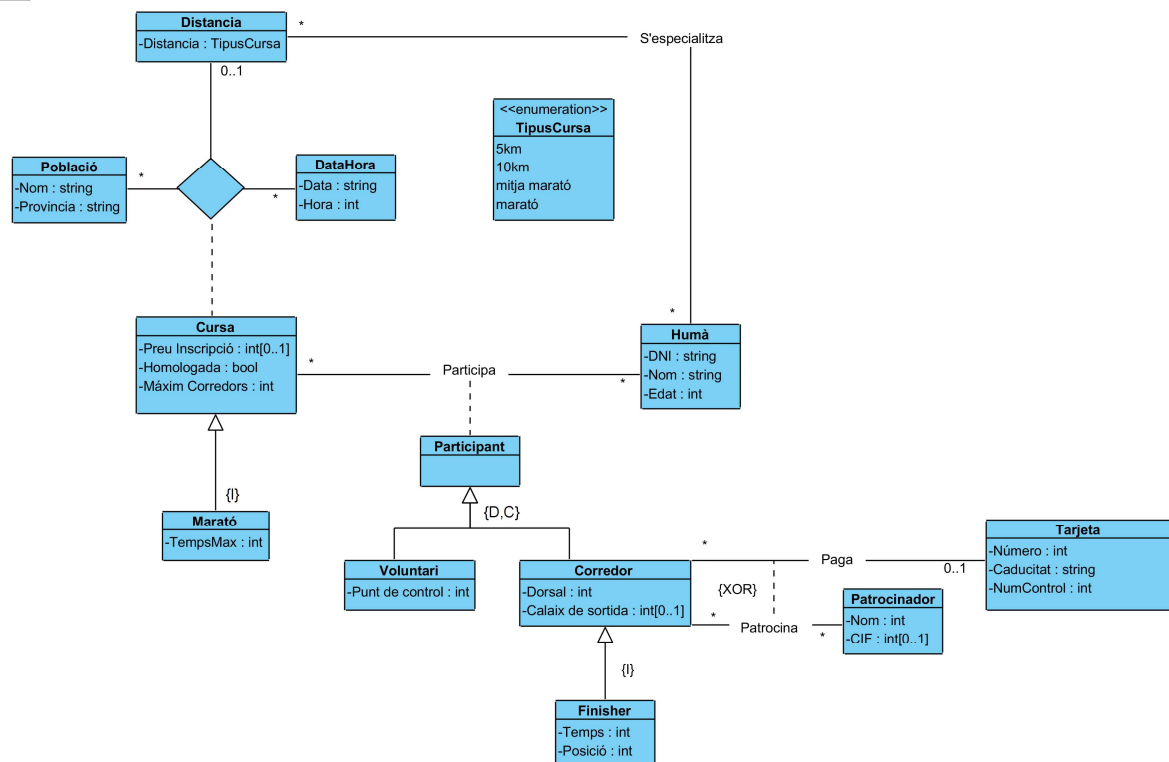 Distancia
-Distancia : TipusCursa
*
S'especialitza
0..1
<<enumeration>>
TipusCursa
5km
10km
mitja marató
marató
Població
-Nom : string
-Provincia : string
*
*
DataHora
-Data : string
-Hora : int
*
Cursa
-Preu Inscripció : int[0..1]
-Homologada : bool
-Máxim Corredors : int
*
Participa
*
Humà
-DNI : string
-Nom : string
-Edat : int
Participant
{I}
Marató
-TempsMax : int
{D,C}
Voluntari
-Punt de control : int
Corredor
-Dorsal : int
-Calaix de sortida : int[0..1]
*
Paga
0..1
Tarjeta
-Número : int
-Caducitat : string
-NumControl : int
{XOR}
*
Patrocina
*
Patrocinador
-Nom : int
-CIF : int[0..1]
{I}
Finisher
-Temps : int
-Posició : int